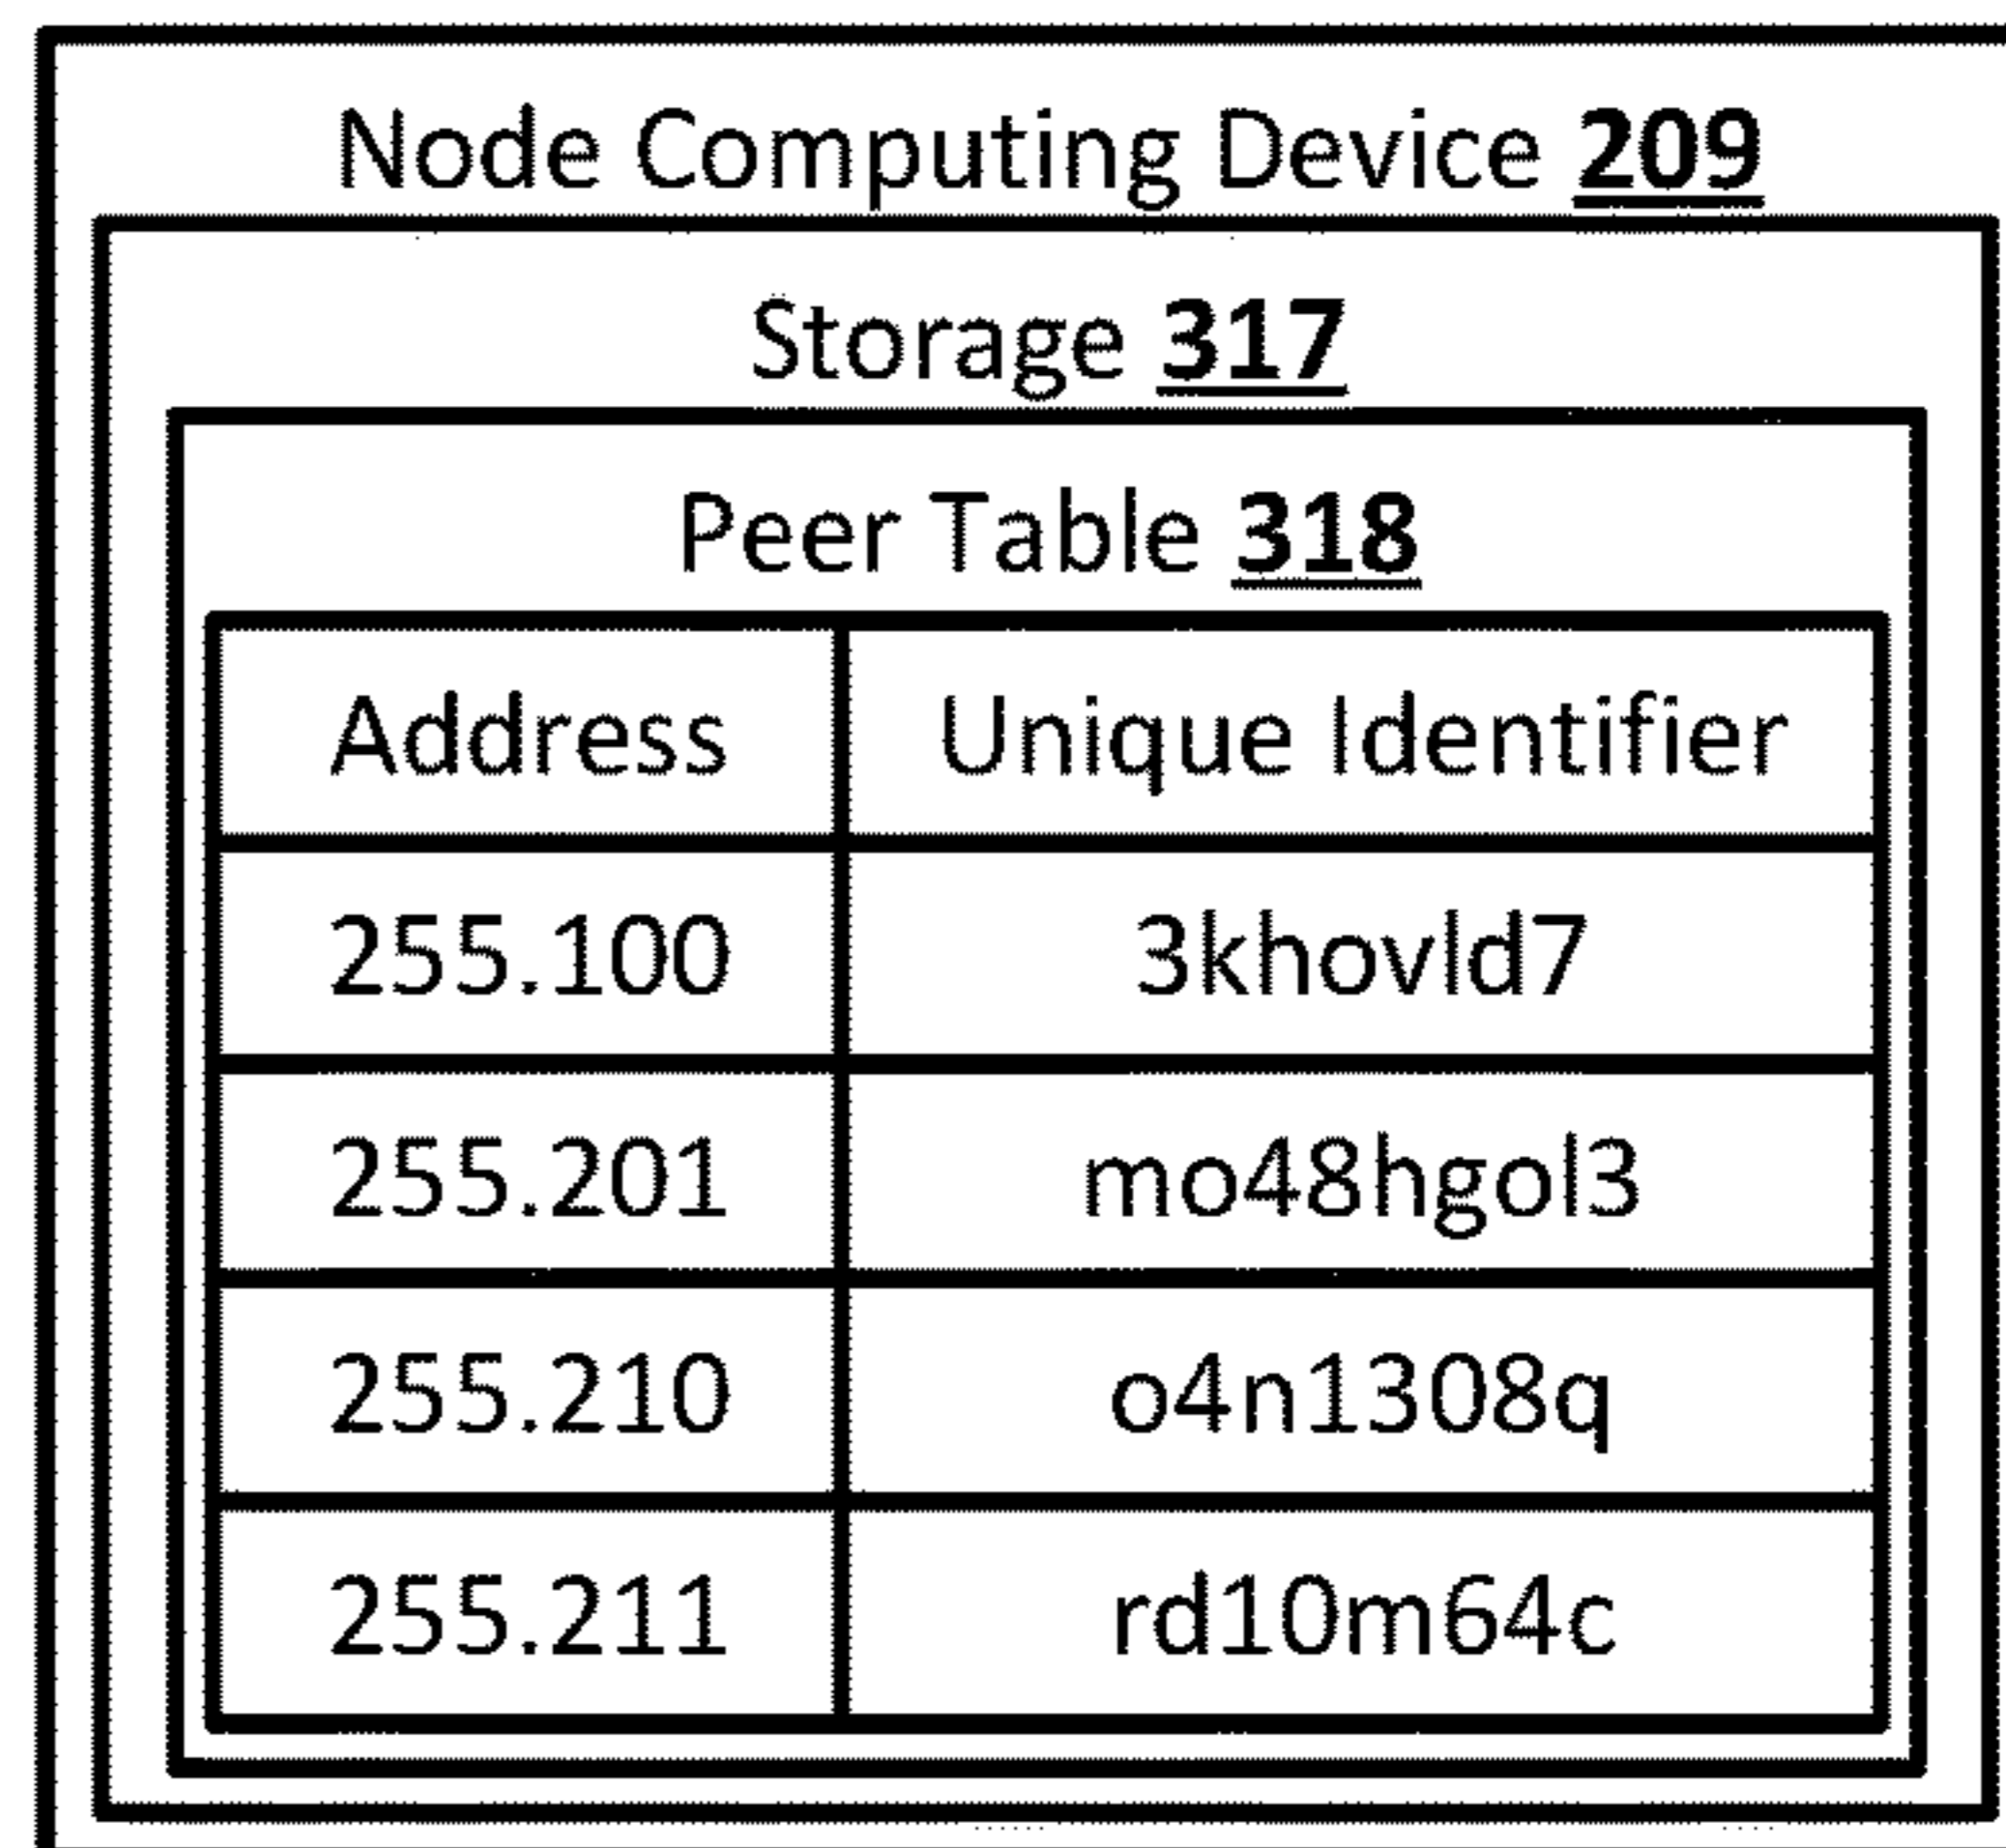 Node Computing Device 209
Storage 317
Peer Table 318
Address Unique Identifier
255.100 3khovld7
255.201 mo48hgol3
255.210 o4n1308q
255.211 rd10m64c